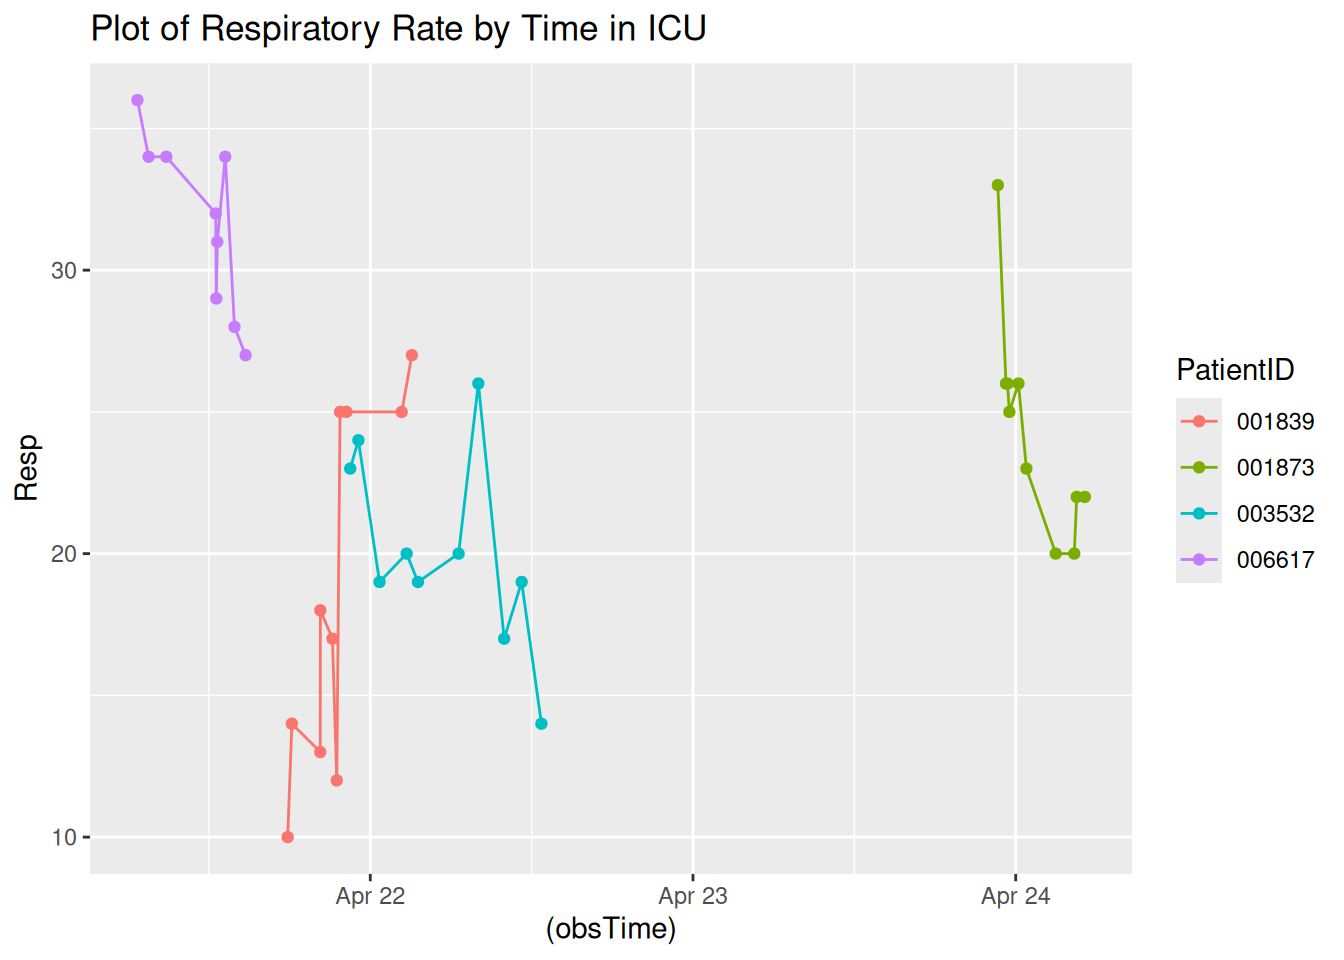 Plot of Respiratory Rate by Time in ICU
Resp
30
20
10
Apr 22
Apr 23
Apr 24
(obsTime)
PatientID
001839
001873
003532
006617